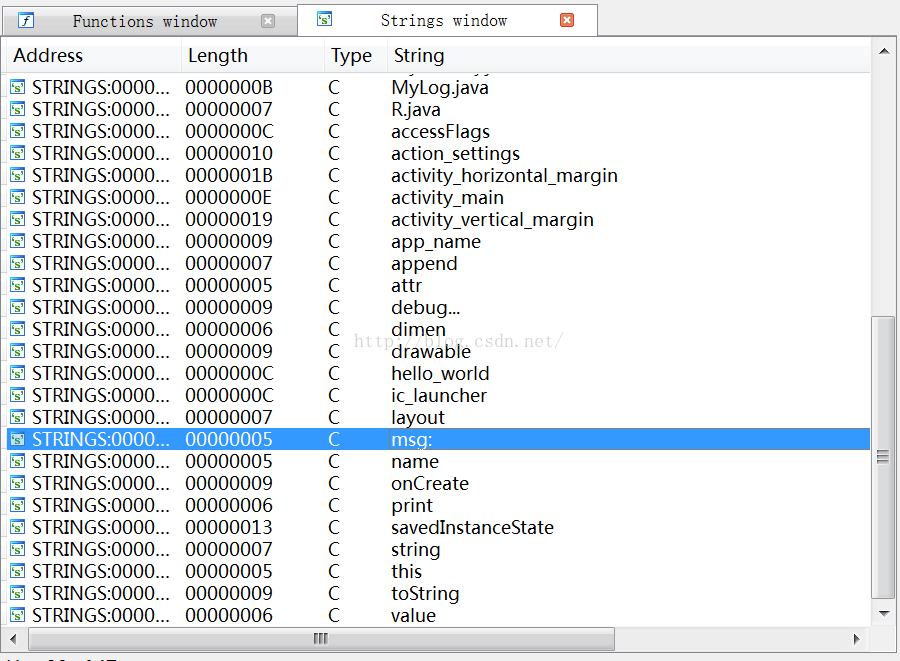 Functions window Strings window
Address Length Type String
STRINGS:0000... 0000000B C MyLog.java
STRINGS:0000... 00000007 C R.java
STRINGS:0000... 0000000C C accessFlags
STRINGS:0000... 00000010 C action_settings
STRINGS:0000... 0000001B C activity_horizontal_margin
STRINGS:0000... 0000000E C activity_main
STRINGS:0000... 00000019 C activity_vertical_margin
STRINGS:0000... 00000009 C app_name
STRINGS:0000... 00000007 C append
STRINGS:0000... 00000005 C attr
STRINGS:0000... 00000009 C debug...
STRINGS:0000... 00000006 C dimen
http://blog.csdn.net/
STRINGS:0000... 00000009 C drawable
STRINGS:0000... 0000000C C hello_world
STRINGS:0000... 0000000C C ic_launcher
STRINGS:0000... 00000007 C layout
STRINGS:0000... 00000005 C msg:
STRINGS:0000... 00000005 C name
STRINGS:0000... 00000009 C onCreate
STRINGS:0000... 00000006 C print
STRINGS:0000... 00000013 C savedInstanceState
STRINGS:0000... 00000007 C string
STRINGS:0000... 00000005 C this
STRINGS:0000... 00000009 C toString
STRINGS:0000... 00000006 C value